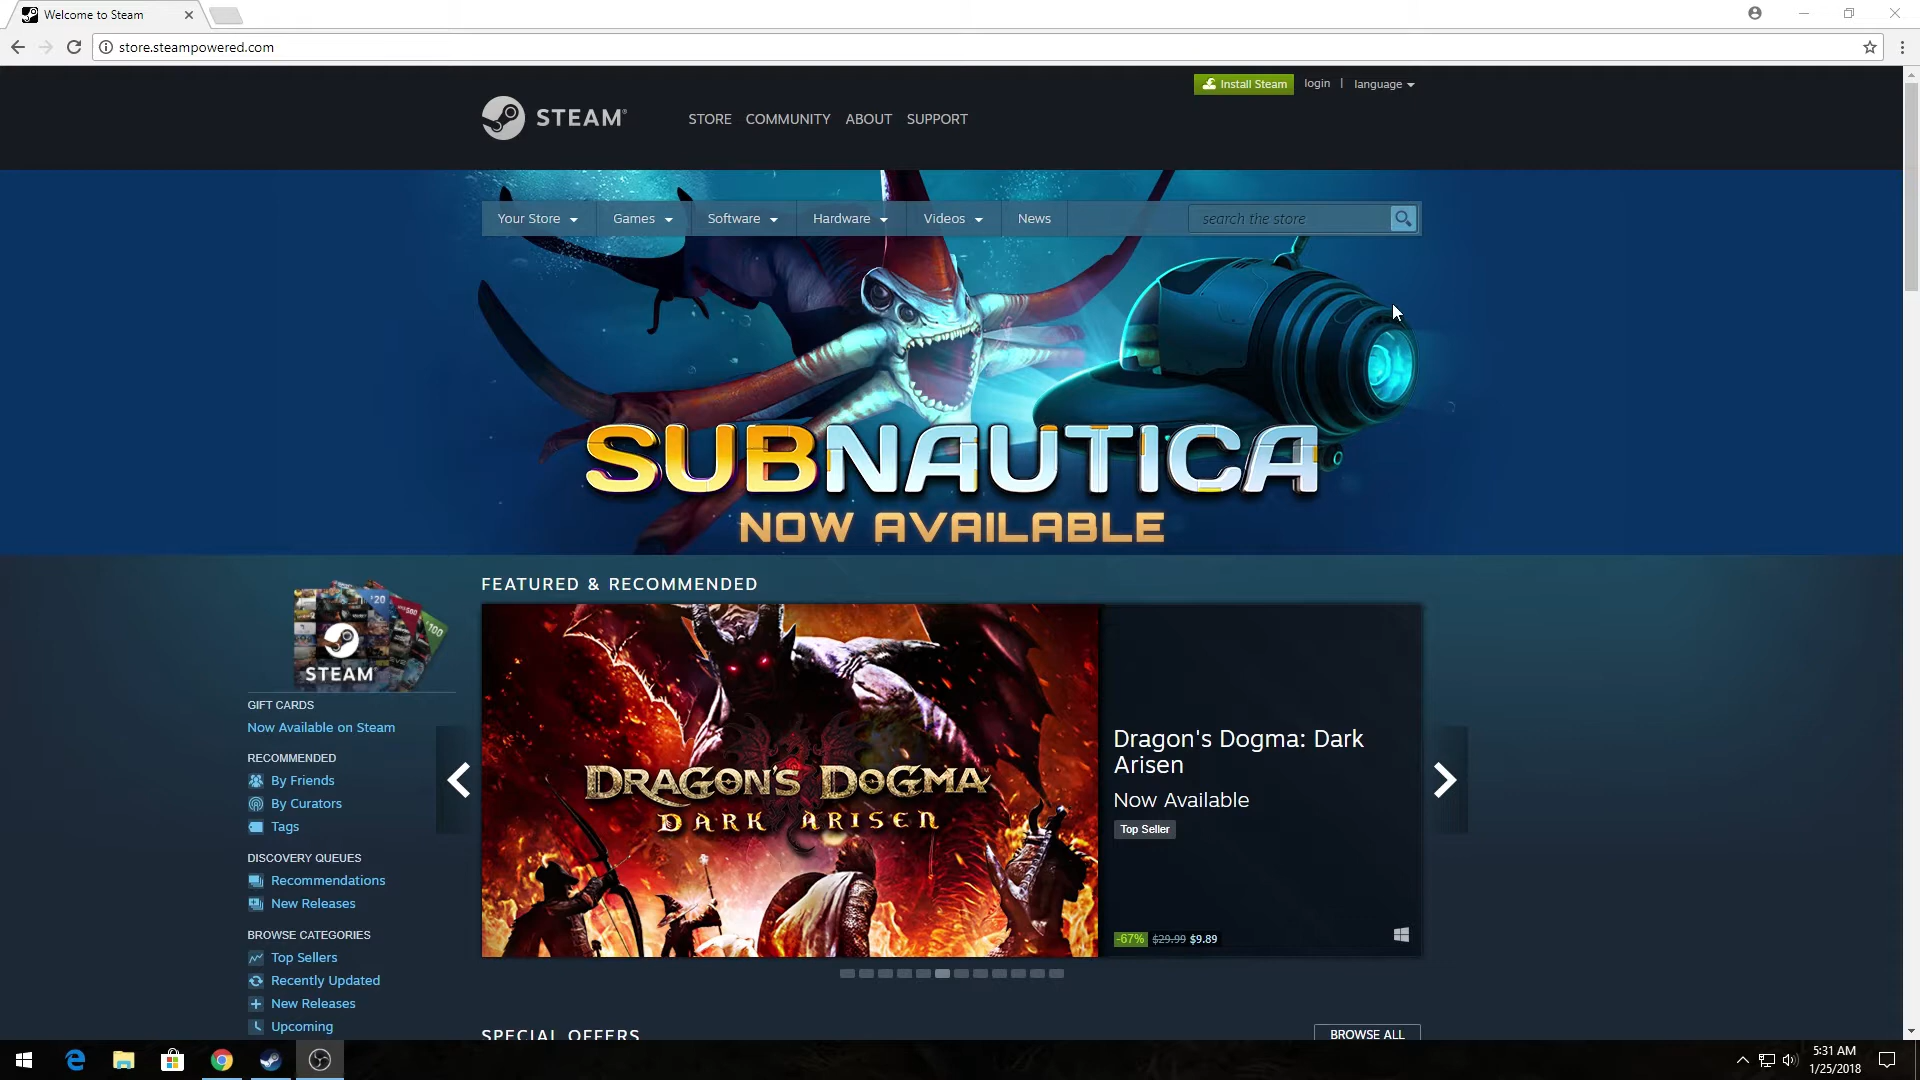 Welcome to Steam
store.steampowered.com
Install Steam
login
language
STEAM
STORE
COMMUNITY
ABOUT
SUPPORT
Your Store
Games
Software
Hardware
Videos
News
search the store
SUBNAUTICA
NOW AVAILABLE
FEATURED & RECOMMENDED
$20
$100
STEAM
GIFT CARDS
Now Available on Steam
RECOMMENDED
By Friends
By Curators
Tags
DISCOVERY QUEUES
Recommendations
New Releases
BROWSE CATEGORIES
Top Sellers
Recently Updated
New Releases
Upcoming
DRAGON'S DOGMA
DARK ARISEN
Dragon's Dogma: Dark
Arisen
Now Available
Top Seller
-67% $29.99 $9.89
SPECIAL OFFERS
BROWSE ALL
5:31 AM
1/25/2018